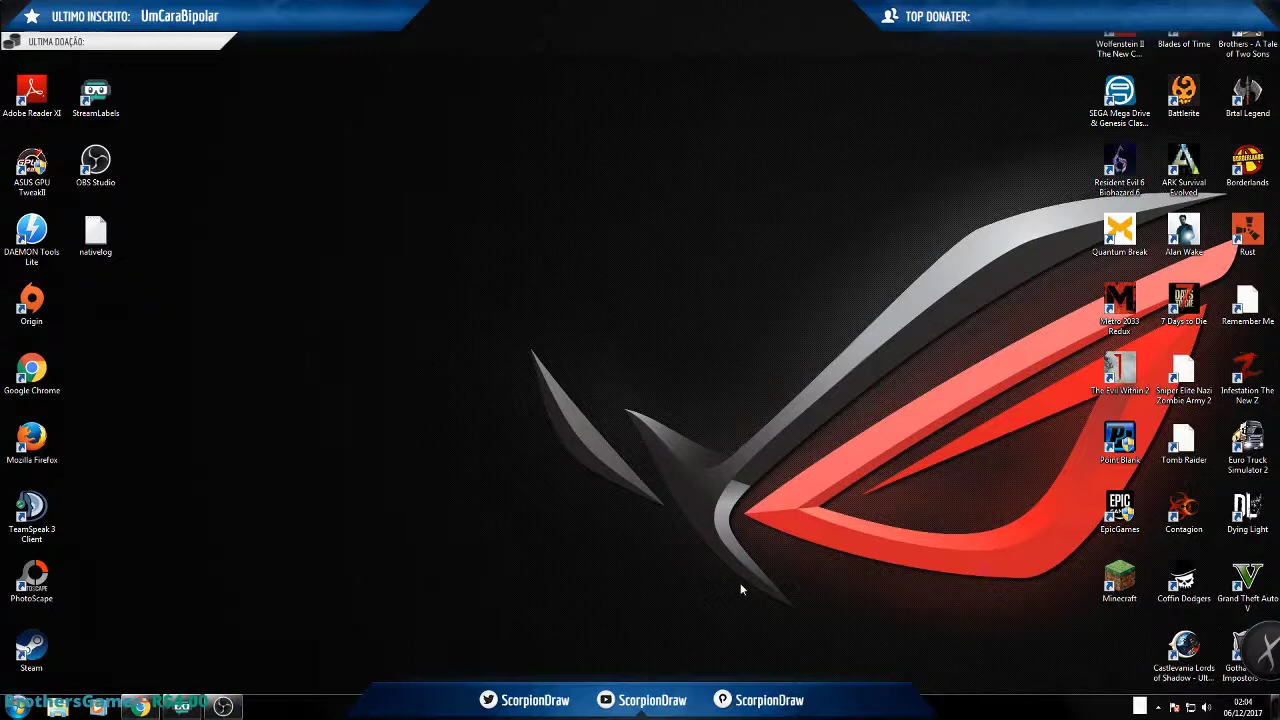 ULTIMO INSCRITO: UmCaraBipolar
TOP DONATER:
ULTIMA DOAÇÃO:
Wolfenstein II The New C...
Blades of Time
Brothers - A Tale of Two Sons
Adobe Reader XI
StreamLabels
SEGA Mega Drive & Genesis Clas...
Battlerite
Brtal Legend
ASUS GPU TweakII
OBS Studio
Resident Evil 6 Biohazard 6
ARK Survival Evolved
Borderlands
DAEMON Tools Lite
nativelog
Quantum Break
Alan Wake
Rust
Origin
Metro 2033 Redux
7 Days to Die
Remember Me
Google Chrome
The Evil Within 2
Sniper Elite Nazi Zombie Army 2
Infestation The New Z
Mozilla Firefox
Point Blank
Tomb Raider
Euro Truck Simulator 2
TeamSpeak 3 Client
EpicGames
Contagion
Dying Light
PhotoScape
Minecraft
Coffin Dodgers
Grand Theft Auto V
Steam
Castlevania Lords of Shadow - Ult...
ScorpionDraw
ScorpionDraw
ScorpionDraw
02:04
06/12/2017